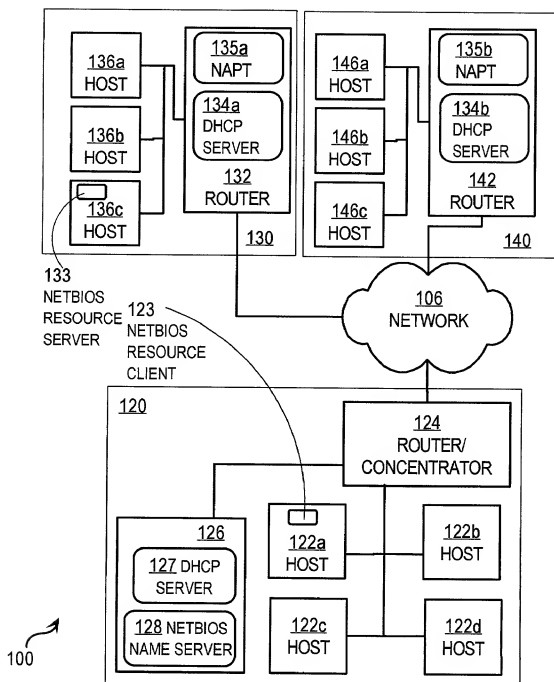 136a
HOST
136b
HOST
136c
HOST
135a
NAPT
134a
DHCP
SERVER
132
ROUTER
130
146a
HOST
146b
HOST
146c
HOST
135b
NAPT
134b
DHCP
SERVER
142
ROUTER
140
133
NETBIOS
RESOURCE
SERVER
123
NETBIOS
RESOURCE
CLIENT
106
NETWORK
120
124
ROUTER/
CONCENTRATOR
126
127 DHCP
SERVER
128 NETBIOS
NAME SERVER
122a
HOST
122b
HOST
122c
HOST
122d
HOST
100